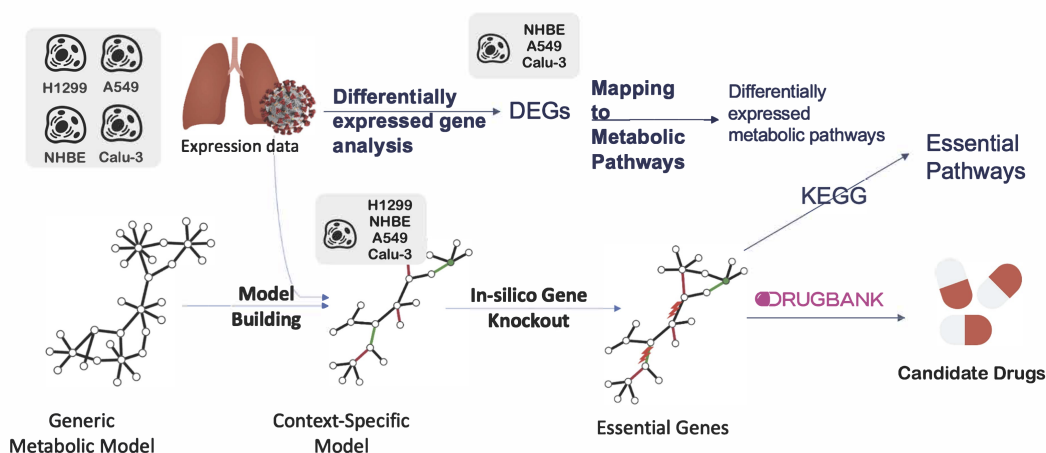 H1299
A549
NHBE
Calu-3
Expression data
Differentially
expressed gene
analysis
NHBE
A549
Calu-3
DEGs
Mapping
to
Metabolic
Pathways
Differentially
expressed
metabolic pathways
Essential
Pathways
KEGG
H1299
NHBE
A549
Calu-3
Model
Building
In-silico Gene
Knockout
DRUGBANK
Candidate Drugs
Generic
Metabolic Model
Context-Specific
Model
Essential Genes